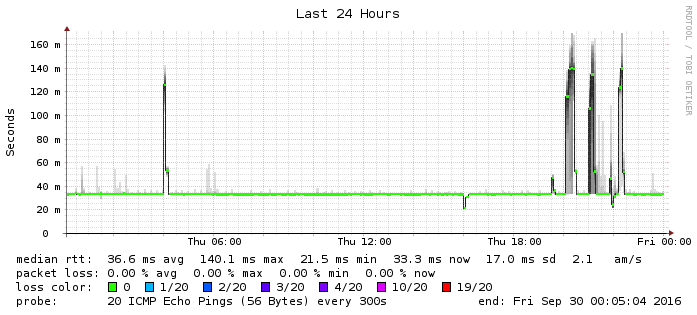 Last 24 Hours
RRDTOOL / TOBI OETIKER
Seconds
160 m
140 m
120 m
100 m
80 m
60 m
40 m
20 m
0
Thu 06:00 Thu 12:00 Thu 18:00 Fri 00:00
median rtt: 36.6 ms avg 140.1 ms max 21.5 ms min 33.3 ms now 17.0 ms sd 2.1 am/s
packet loss: 0.00 % avg 0.00 % max 0.00 % min 0.00 % now
loss color: 0 1/20 2/20 3/20 4/20 10/20 19/20
probe: 20 ICMP Echo Pings (56 Bytes) every 300s end: Fri Sep 30 00:05:04 2016